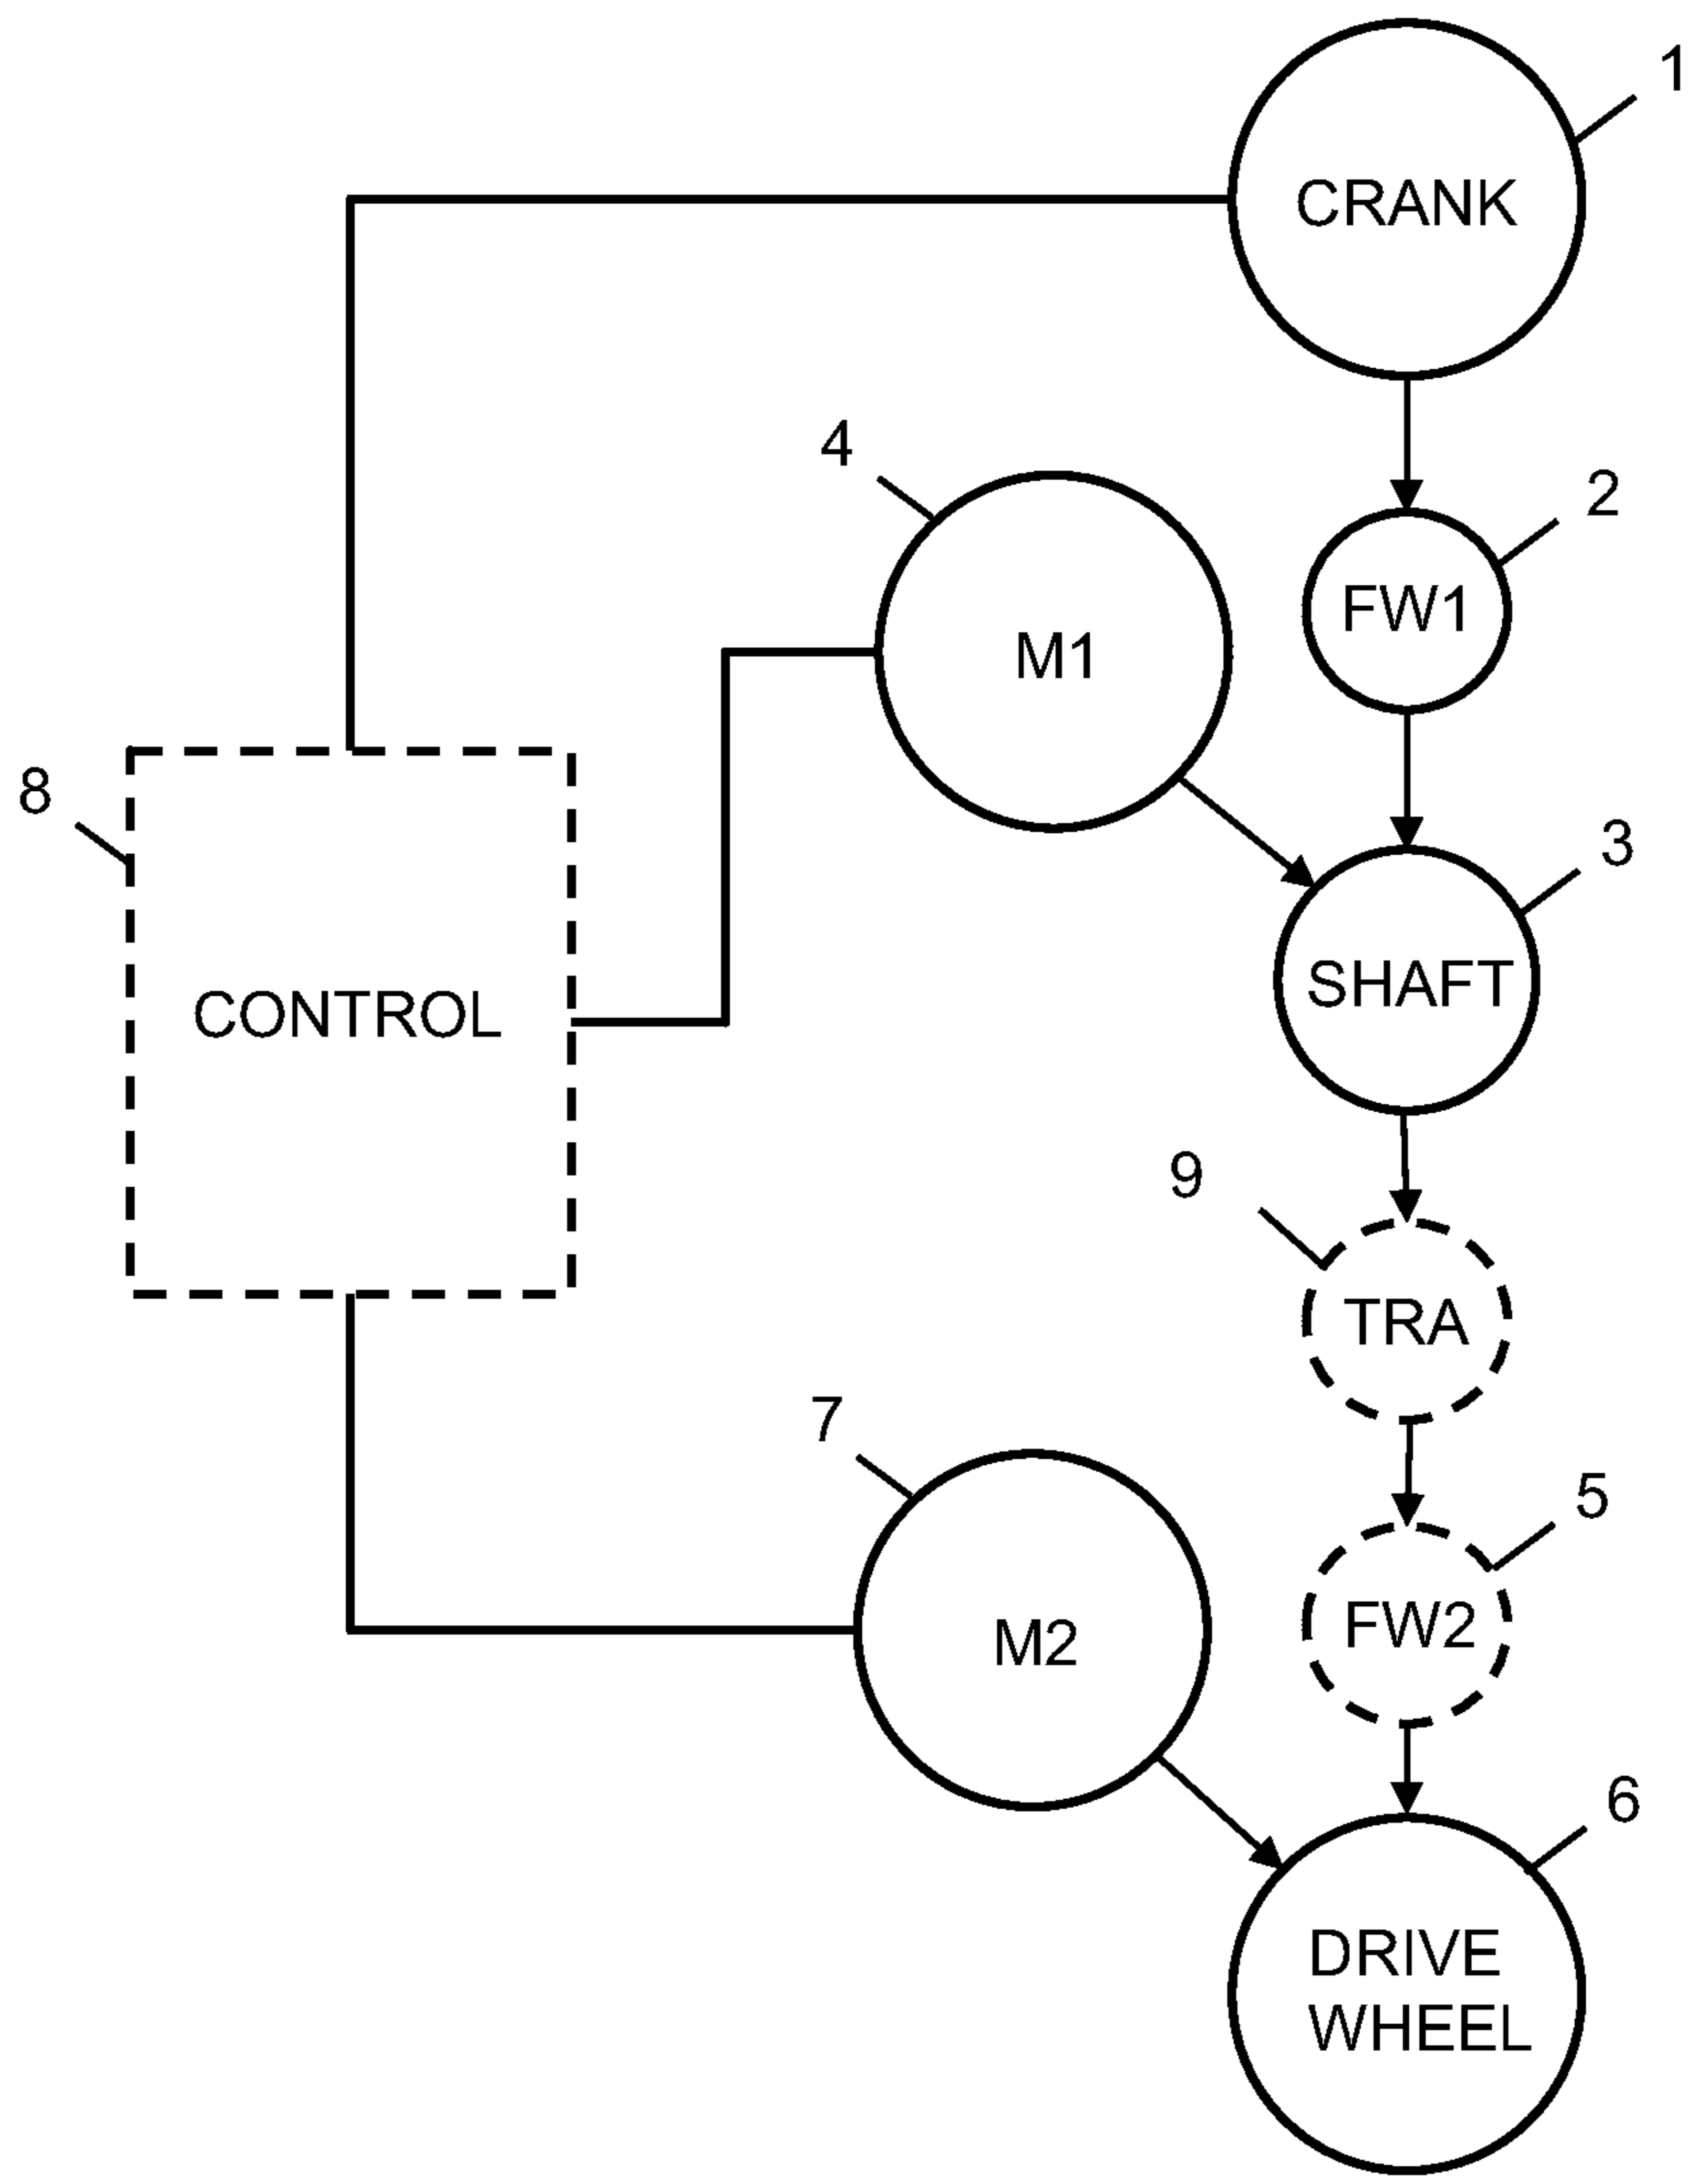 1
CRANK
4
2
FW1
M1
8
3
SHAFT
CONTROL
9
TRA
7
5
FW2
M2
6
DRIVE
WHEEL